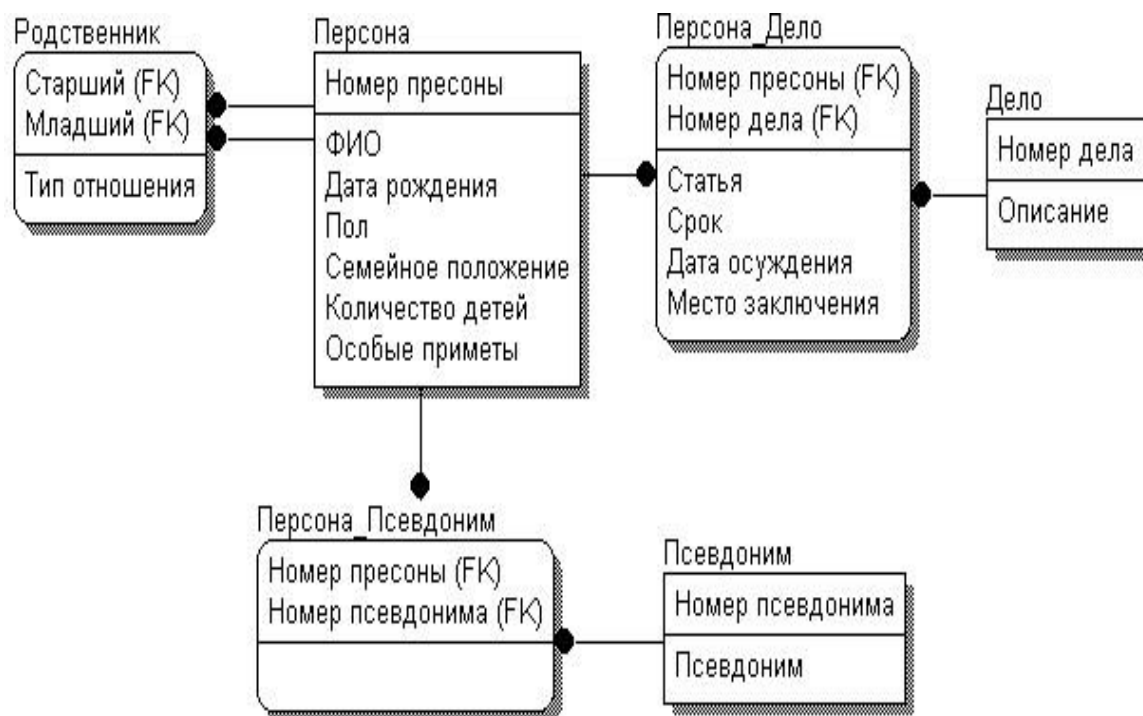 Родственник
Старший (FK)
Младший (FK)
Тип отношения
Персона
Номер пресоны
ФИО
Дата рождения
Пол
Семейное положение
Количество детей
Особые приметы
Персона_Дело
Номер пресоны (FK)
Номер дела (FK)
Статья
Срок
Дата осуждения
Место заключения
Дело
Номер дела
Описание
Персона_Псевдоним
Номер пресоны (FK)
Номер псевдонима (FK)
Псевдоним
Номер псевдонима
Псевдоним